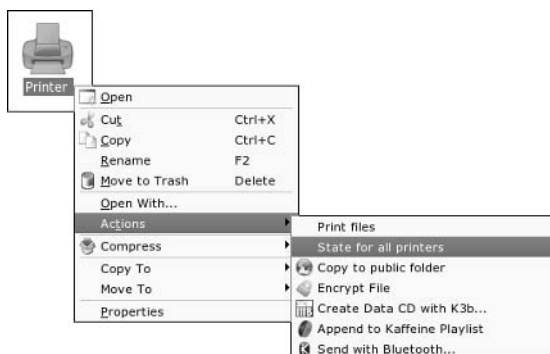 Printer
Open
Cut Ctrl+X
Copy Ctrl+C
Rename F2
Move to Trash Delete
Open With...
Actions
Compress
Copy To
Move To
Properties
Print files
State for all printers
Copy to public folder
Encrypt File
Create Data CD with K3b...
Append to Kaffeine Playlist
Send with Bluetooth...